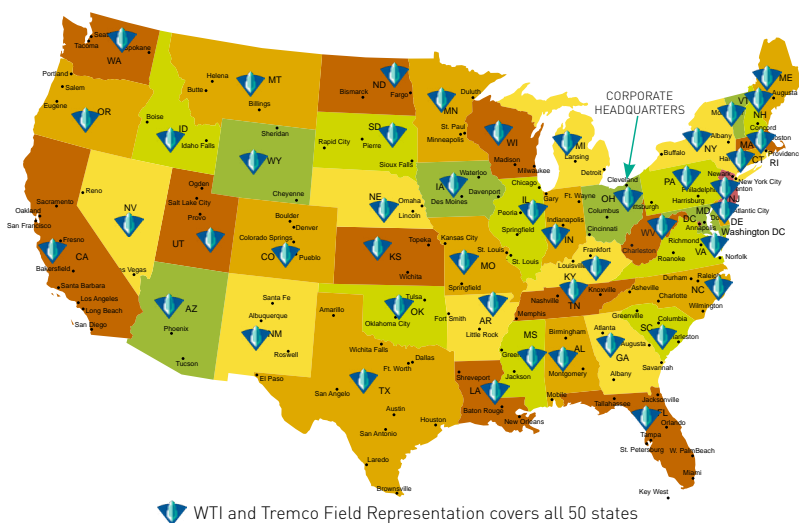 CORPORATE
HEADQUARTERS
Tacoma
Spokane
WA
Portland
Salem
Eugene
OR
Boise
ID
Idaho Falls
Helena
MT
Butte
Billings
Sheridan
WY
Cheyenne
ND
Bismarck
Fargo
SD
Rapid City
Pierre
Sioux Falls
Duluth
MN
St. Paul
Minneapolis
WI
Madison
Milwaukee
MI
Lansing
Detroit
ME
Augusta
VT
NH
Concord
Boston
MA
Providence
CT
RI
Albany
NY
Buffalo
Newark
New York City
NJ
Atlantic City
PA
Philadelphia
Harrisburg
Pittsburgh
Cleveland
OH
Columbus
Cincinnati
MD
DC
Annapolis
DE
Washington DC
WV
Charleston
Richmond
VA
Norfolk
Roanoke
Reno
NV
Sacramento
Oakland
San Francisco
Fresno
CA
Bakersfield
Santa Barbara
Los Angeles
Long Beach
San Diego
Ogden
Salt Lake City
Provo
UT
Boulder
Denver
Colorado Springs
CO
Pueblo
NE
Omaha
Lincoln
IA
Waterloo
Des Moines
Davenport
Chicago
IL
Peoria
Springfield
Gary
Ft. Wayne
Indianapolis
IN
Topeka
KS
Wichita
Kansas City
St. Louis
MO
St. Louis
Springfield
Frankfort
Louisville
KY
Nashville
Knoxville
TN
Memphis
Asheville
Durham
Raleigh
NC
Charlotte
Wilmington
Greenville
Columbia
SC
Charleston
AZ
Phoenix
Tucson
Santa Fe
Albuquerque
NM
Roswell
Tulsa
OK
Oklahoma City
Fort Smith
AR
Little Rock
Amarillo
Wichita Falls
Dallas
Ft. Worth
El Paso
TX
San Angelo
Austin
Houston
San Antonio
Laredo
Brownsville
Shreveport
LA
Baton Rouge
New Orleans
MS
Jackson
Birmingham
AL
Montgomery
Mobile
Atlanta
Augusta
GA
Albany
Savannah
Jacksonville
Tallahassee
FL
Orlando
Tampa
St. Petersburg
W. PalmBeach
Miami
Key West
WTI and Tremco Field Representation covers all 50 states